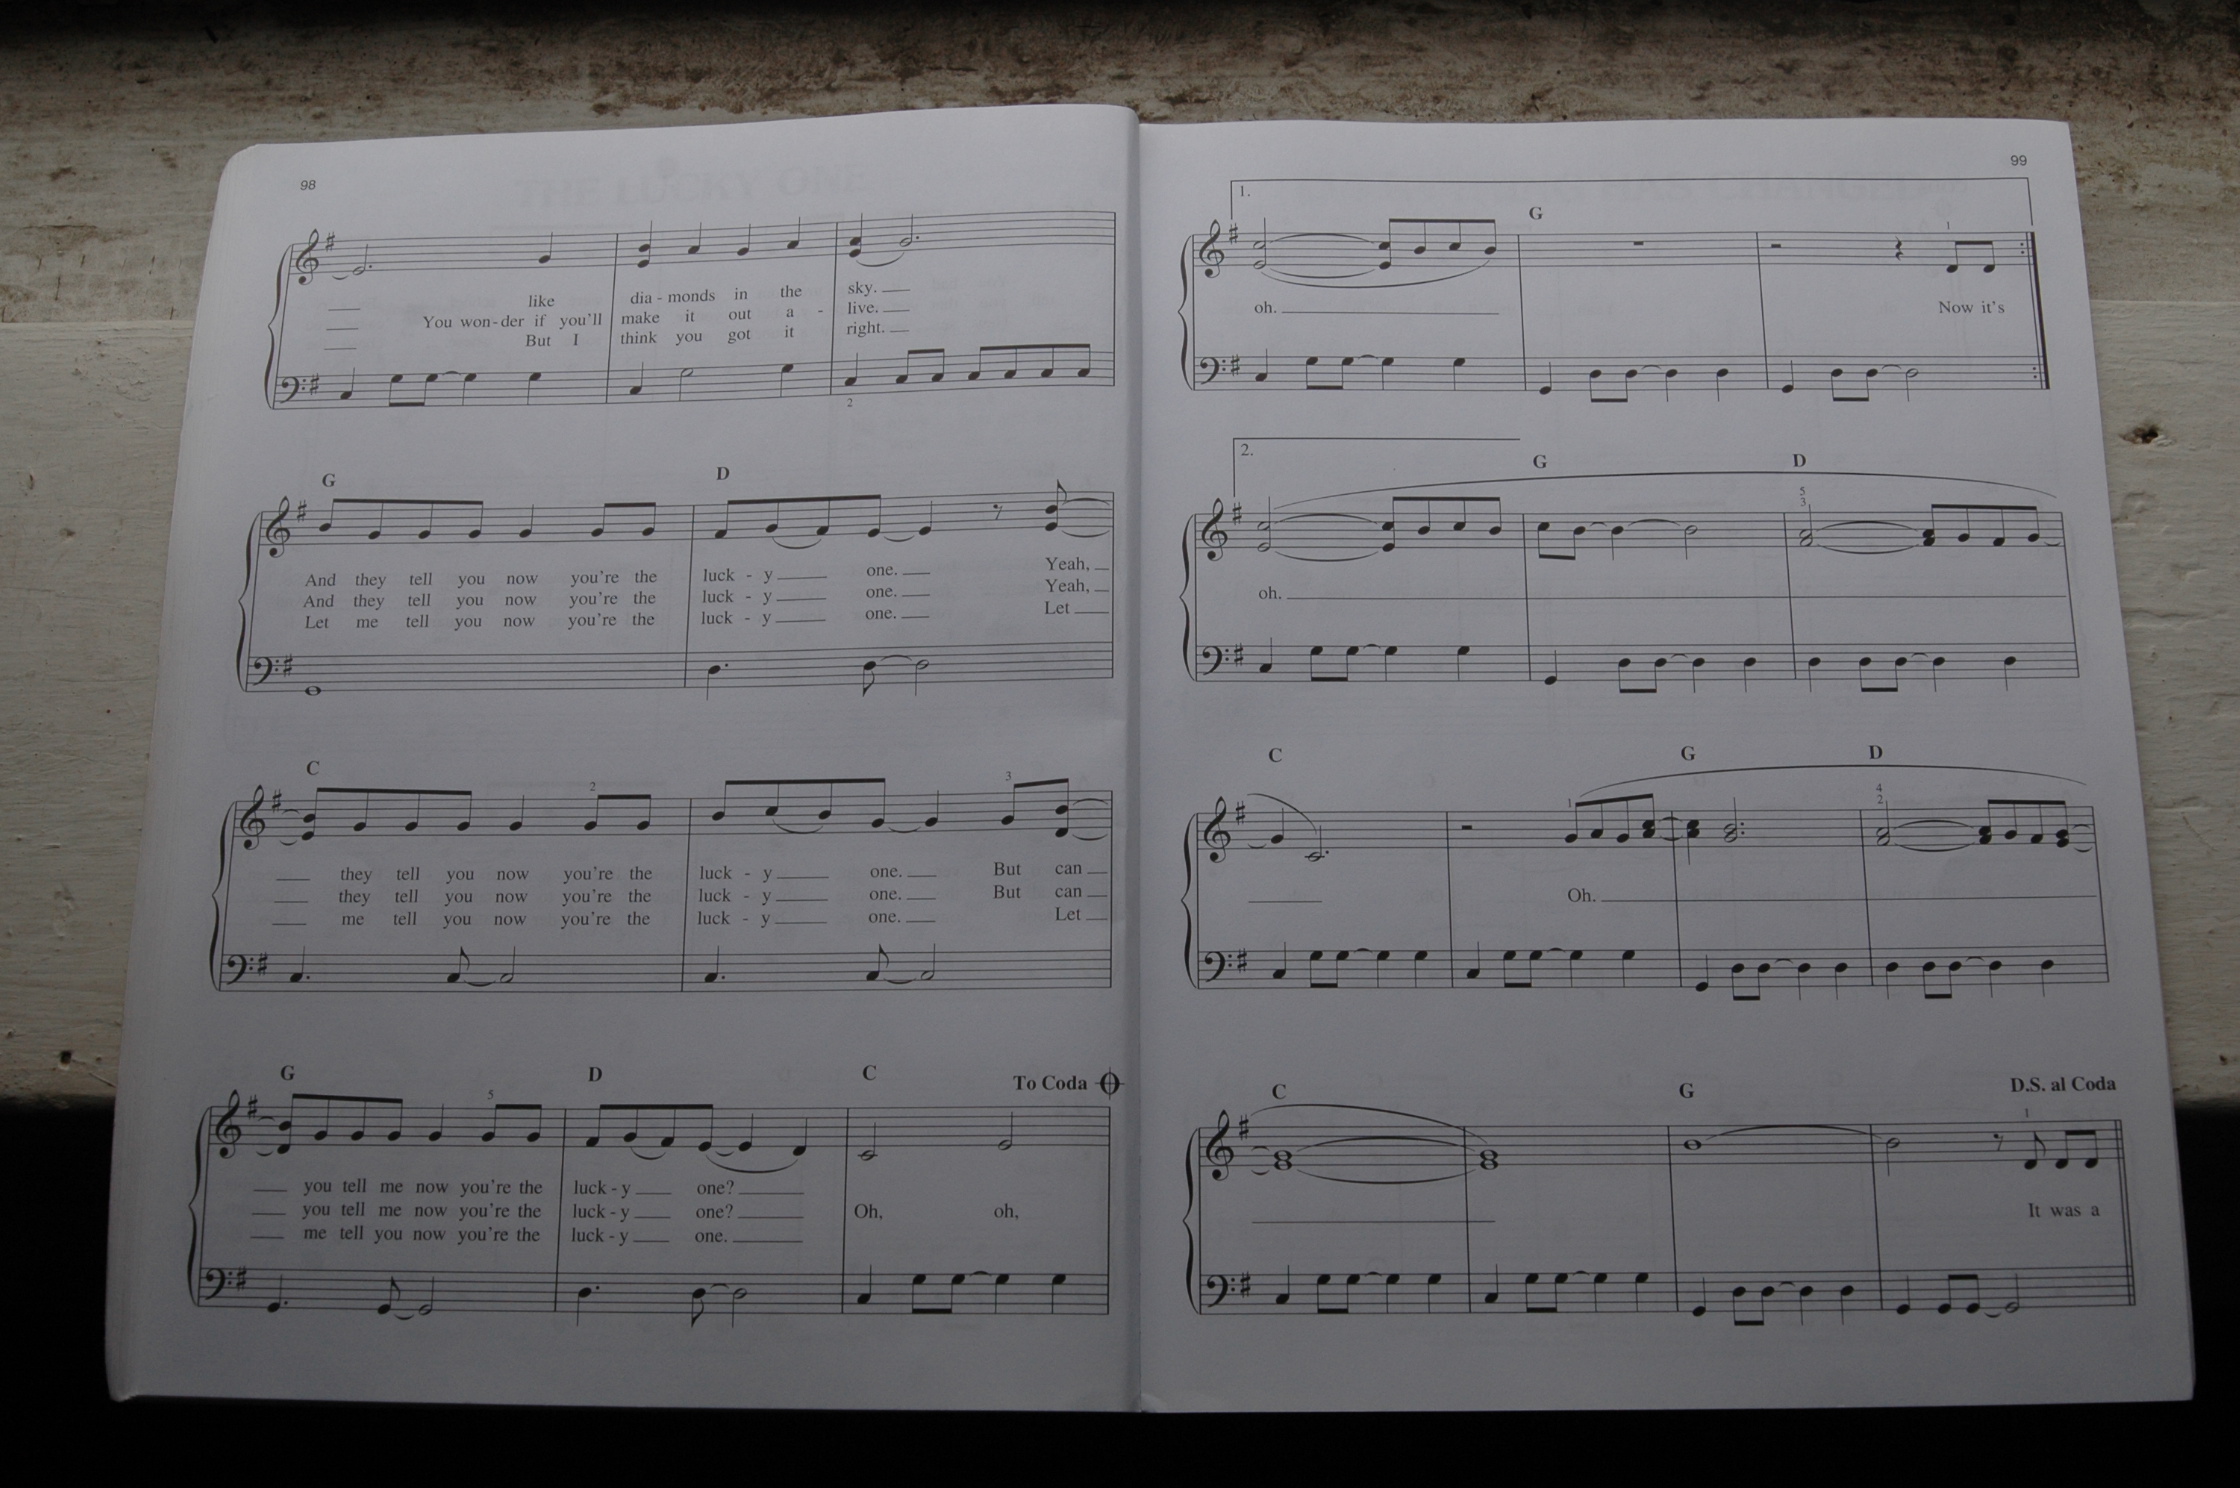 98
like dia - monds in the sky.
You won - der if you'll make it out a - live.
But I think you got it right.
2
G D
And they tell you now you're the luck - y one. Yeah,
And they tell you now you're the luck - y one. Yeah,
Let me tell you now you're the luck - y one. Let
C 2 3
they tell you now you're the luck - y one. But can
they tell you now you're the luck - y one. But can
me tell you now you're the luck - y one. Let
G D C To Coda
5
you tell me now you're the luck - y one?
you tell me now you're the luck - y one? Oh, oh,
me tell you now you're the luck - y one.
99
1.
G
1
oh. Now it's
2.
G D
5
3
oh.
C G D
1 4
2
Oh.
C G D.S. al Coda
1
It was a